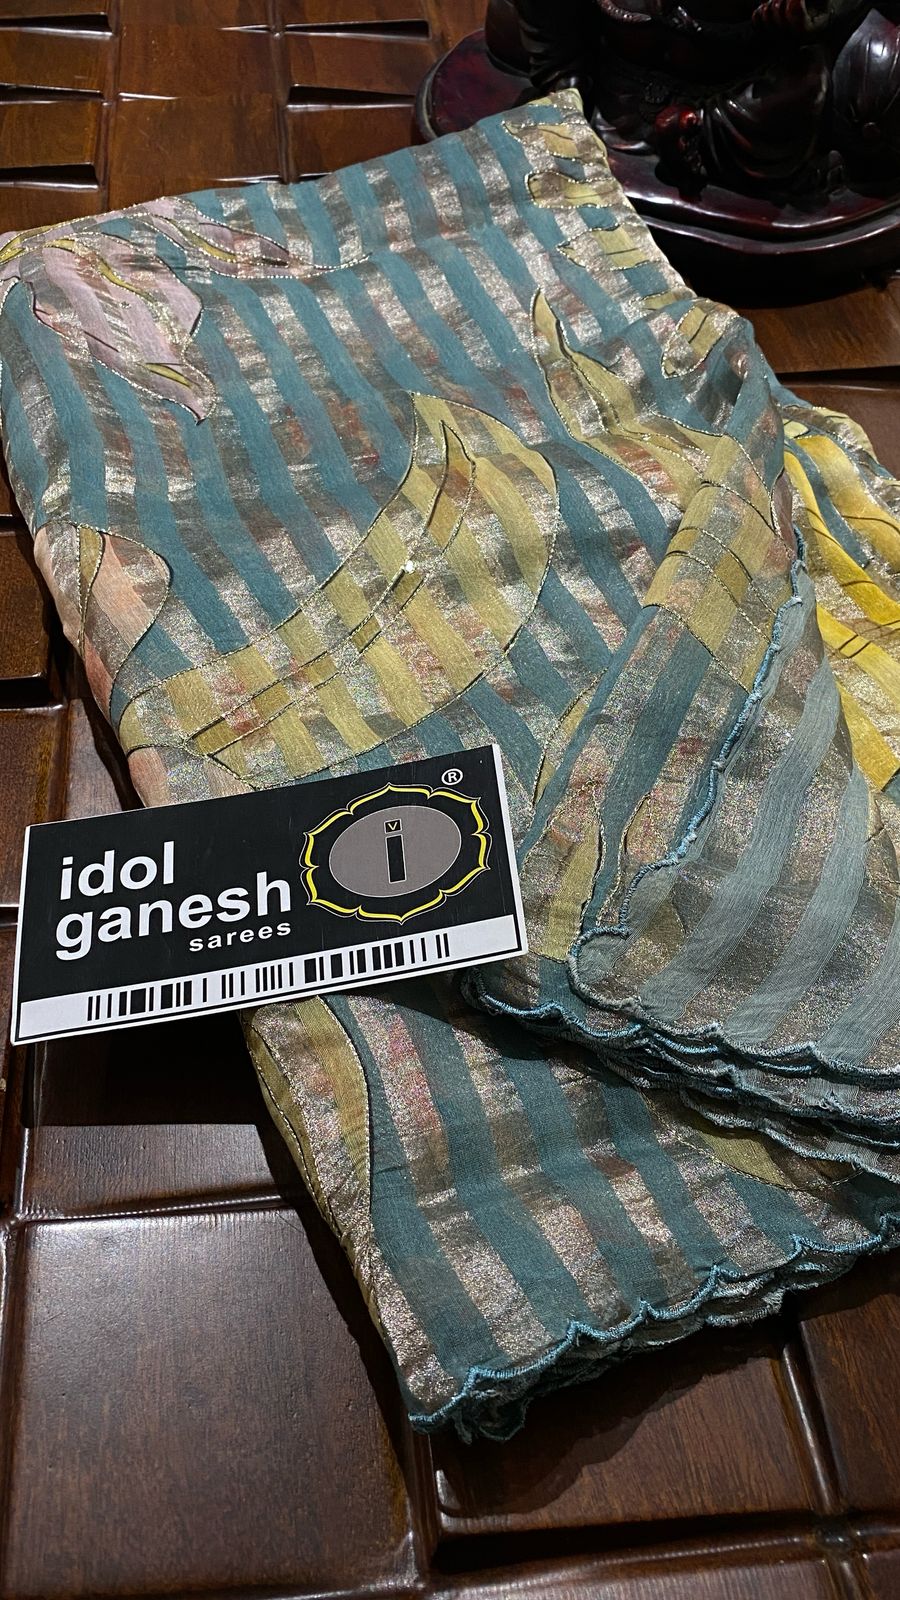 idol
ganesh
sarees
®
v
i